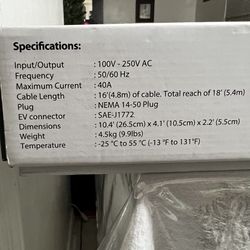 Specifications:
Input/Output : 100V - 250V AC
Frequency : 50/60 Hz
Maximum Current : 40A
Cable Length : 16'(4.8m) of cable. Total reach of 18' (5.4m
Plug : NEMA 14-50 Plug
EV connector : SAE-J1772
Dimensions : 10.4' (26.5cm) x 4.1' (10.5cm) x 2.2' (5.5cm)
Weight : 4.5kg (9.9lbs)
Temperature : -25 °C to 55 °C (-13 °F to 131°F)